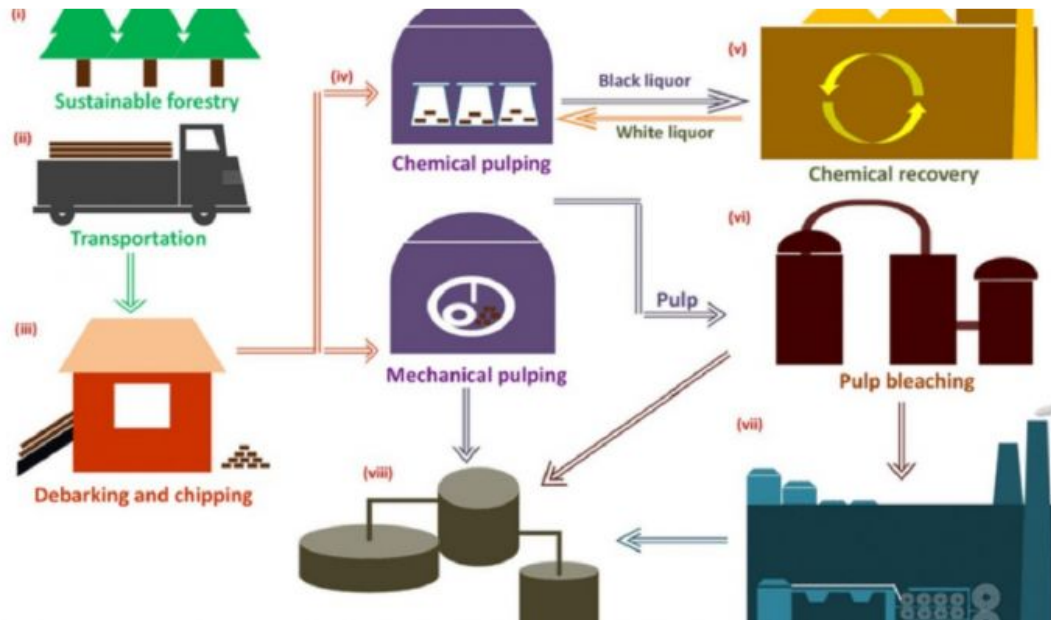 (i)
Sustainable forestry
(ii)
Transportation
(iii)
Debarking and chipping
(iv)
Chemical pulping
Black liquor
White liquor
(v)
Chemical recovery
Mechanical pulping
Pulp
(vi)
Pulp bleaching
(vii)
(viii)